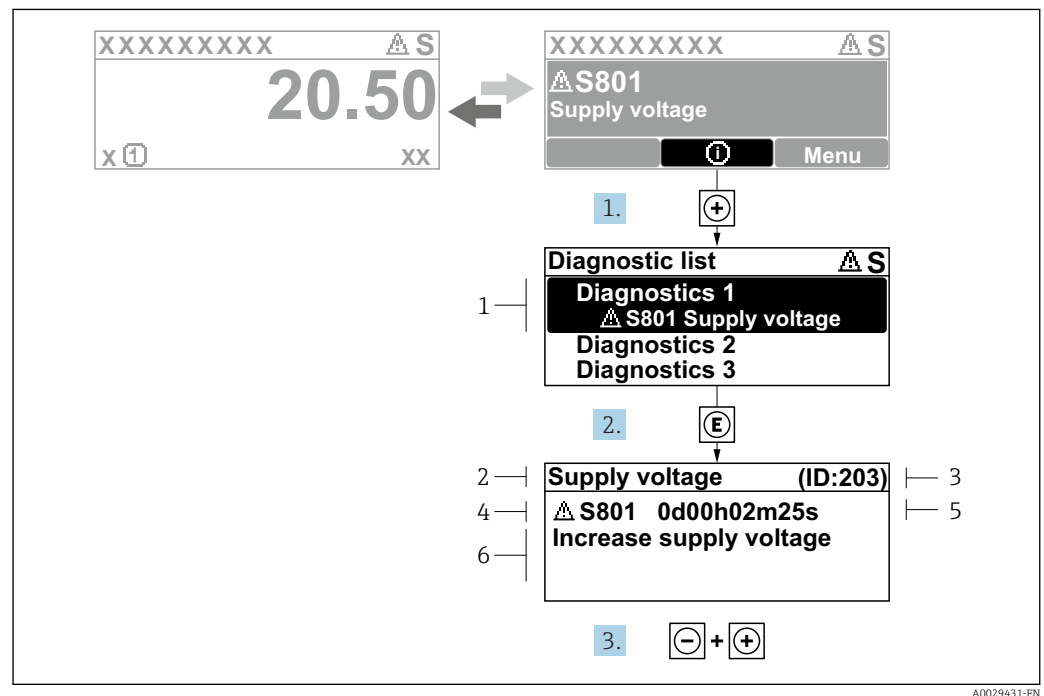 XXXXXXXXX ⚠ S
20.50
x ① xx
XXXXXXXXX ⚠ S
⚠ S801
Supply voltage
ⓘ Menu
1. ⊕
Diagnostic list ⚠ S
1
Diagnostics 1
⚠ S801 Supply voltage
Diagnostics 2
Diagnostics 3
2. Ⓔ
2 Supply voltage (ID:203) 3
4 ⚠ S801 0d00h02m25s 5
6 Increase supply voltage
3. ⊖ + ⊕
A0029431-EN